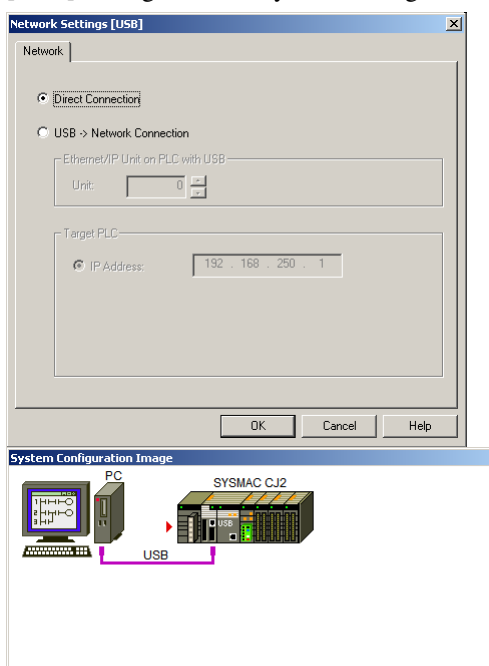 Network Settings [USB]
Network
Direct Connection
USB -> Network Connection
Ethernet/IP Unit on PLC with USB
Unit: 0
Target PLC
IP Address: 192 . 168 . 250 . 1
OK Cancel Help
System Configuration Image
PC
SYSMAC CJ2
USB
USB